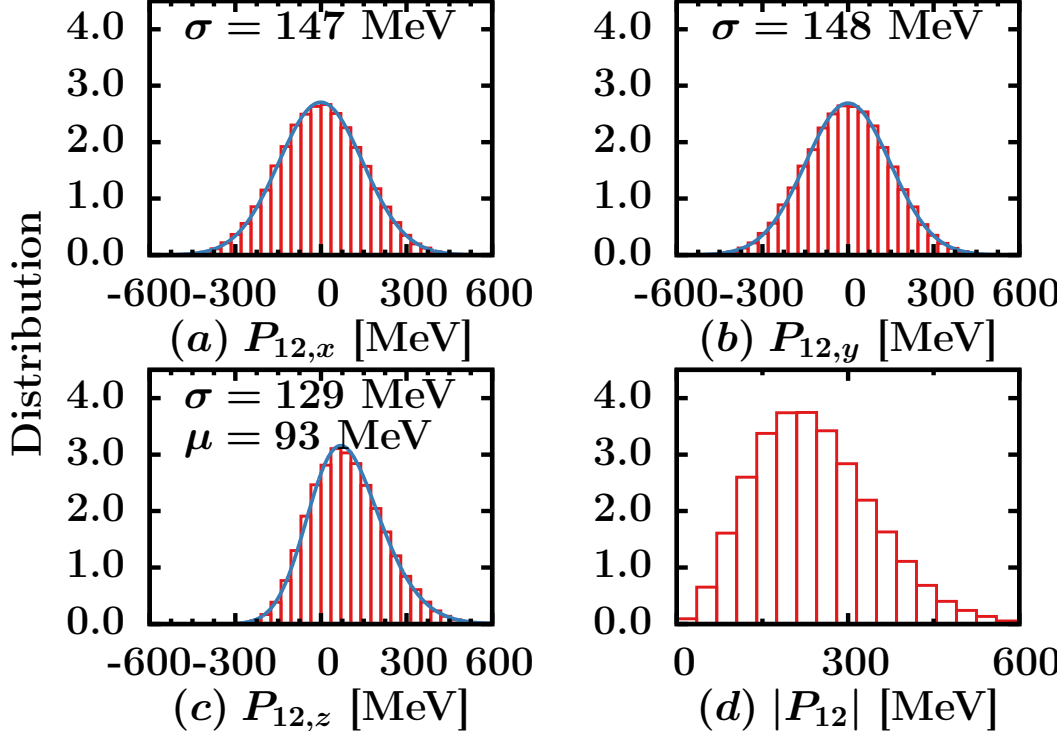 Distribution
σ = 147 MeV
4.0
3.0
2.0
1.0
0.0
-600 -300 0 300 600
(a) P12,x [MeV]
σ = 148 MeV
4.0
3.0
2.0
1.0
0.0
-600 -300 0 300 600
(b) P12,y [MeV]
σ = 129 MeV
μ = 93 MeV
4.0
3.0
2.0
1.0
0.0
-600 -300 0 300 600
(c) P12,z [MeV]
4.0
3.0
2.0
1.0
0.0
0 300 600
(d) |P12| [MeV]